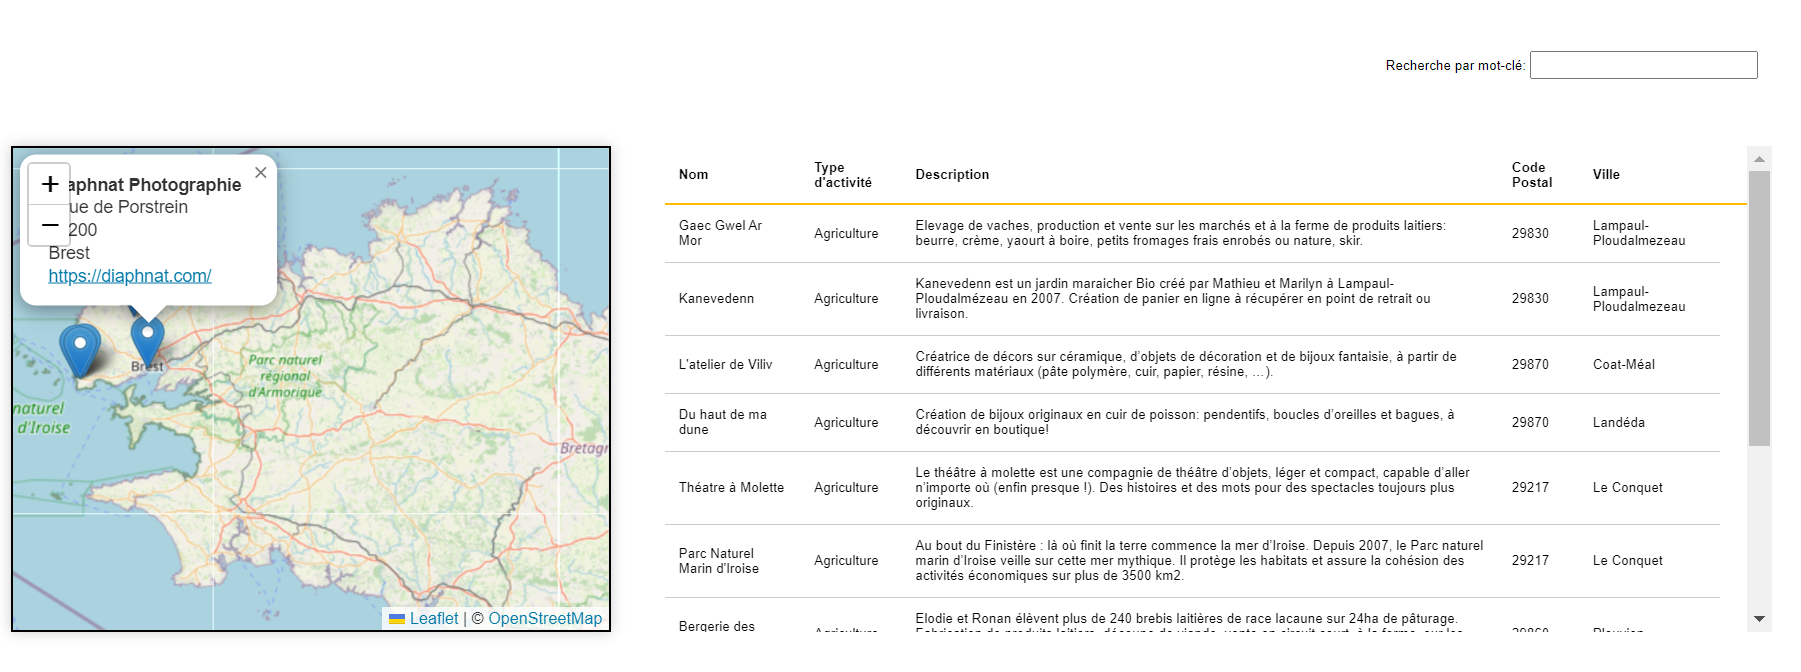 Recherche par mot-clé:
+
−
aphnat Photographie
ue de Porstrein
200
Brest
https://diaphnat.com/
×
Brest
Parc naturel
régional
d'Armorique
naturel
d'Iroise
Bretagn
Leaflet | © OpenStreetMap
Nom Type d'activité Description Code Postal Ville
Gaec Gwel Ar
Mor
Agriculture
Elevage de vaches, production et vente sur les marchés et à la ferme de produits laitiers:
beurre, crème, yaourt à boire, petits fromages frais enrobés ou nature, skir.
29830
Lampaul-
Ploudalmezeau
Kanevedenn
Agriculture
Kanevedenn est un jardin maraicher Bio créé par Mathieu et Marilyn à Lampaul-
Ploudalmézeau en 2007. Création de panier en ligne à récupérer en point de retrait ou
livraison.
29830
Lampaul-
Ploudalmezeau
L'atelier de Viliv
Agriculture
Créatrice de décors sur céramique, d’objets de décoration et de bijoux fantaisie, à partir de
différents matériaux (pâte polymère, cuir, papier, résine, …).
29870
Coat-Méal
Du haut de ma
dune
Agriculture
Création de bijoux originaux en cuir de poisson: pendentifs, boucles d’oreilles et bagues, à
découvrir en boutique!
29870
Landéda
Théatre à Molette
Agriculture
Le théâtre à molette est une compagnie de théâtre d’objets, léger et compact, capable d’aller
n’importe où (enfin presque !). Des histoires et des mots pour des spectacles toujours plus
originaux.
29217
Le Conquet
Parc Naturel
Marin d'Iroise
Agriculture
Au bout du Finistère : là où finit la terre commence la mer d’Iroise. Depuis 2007, le Parc naturel
marin d’Iroise veille sur cette mer mythique. Il protège les habitats et assure la cohésion des
activités économiques sur plus de 3500 km2.
29217
Le Conquet
Bergerie des
Agriculture
Elodie et Ronan élèvent plus de 240 brebis laitières de race lacaune sur 24ha de pâturage.